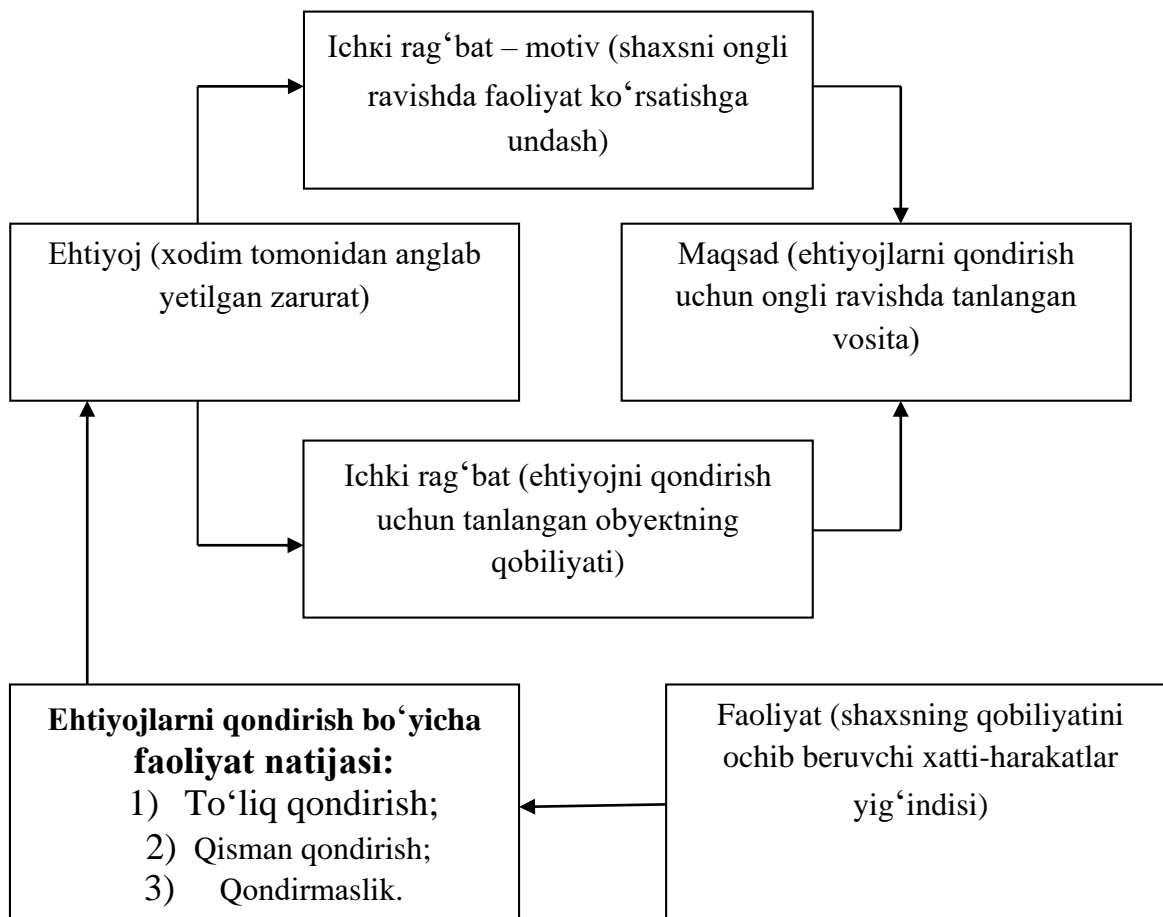 Ichкi rag‘bat – motiv (shaxsni ongli
ravishda faoliyat ko‘rsatishga
undash)
Ehtiyoj (xodim tomonidan anglab
yetilgan zarurat)
Maqsad (ehtiyojlarni qondirish
uchun ongli ravishda tanlangan
vosita)
Ichki rag‘bat (ehtiyojni qondirish
uchun tanlangan obyeкtning
qobiliyati)
Ehtiyojlarni qondirish bo‘yicha
faoliyat natijasi:
1) To‘liq qondirish;
2) Qisman qondirish;
3) Qondirmaslik.
Faoliyat (shaxsning qobiliyatini
ochib beruvchi xatti-harakatlar
yig‘indisi)